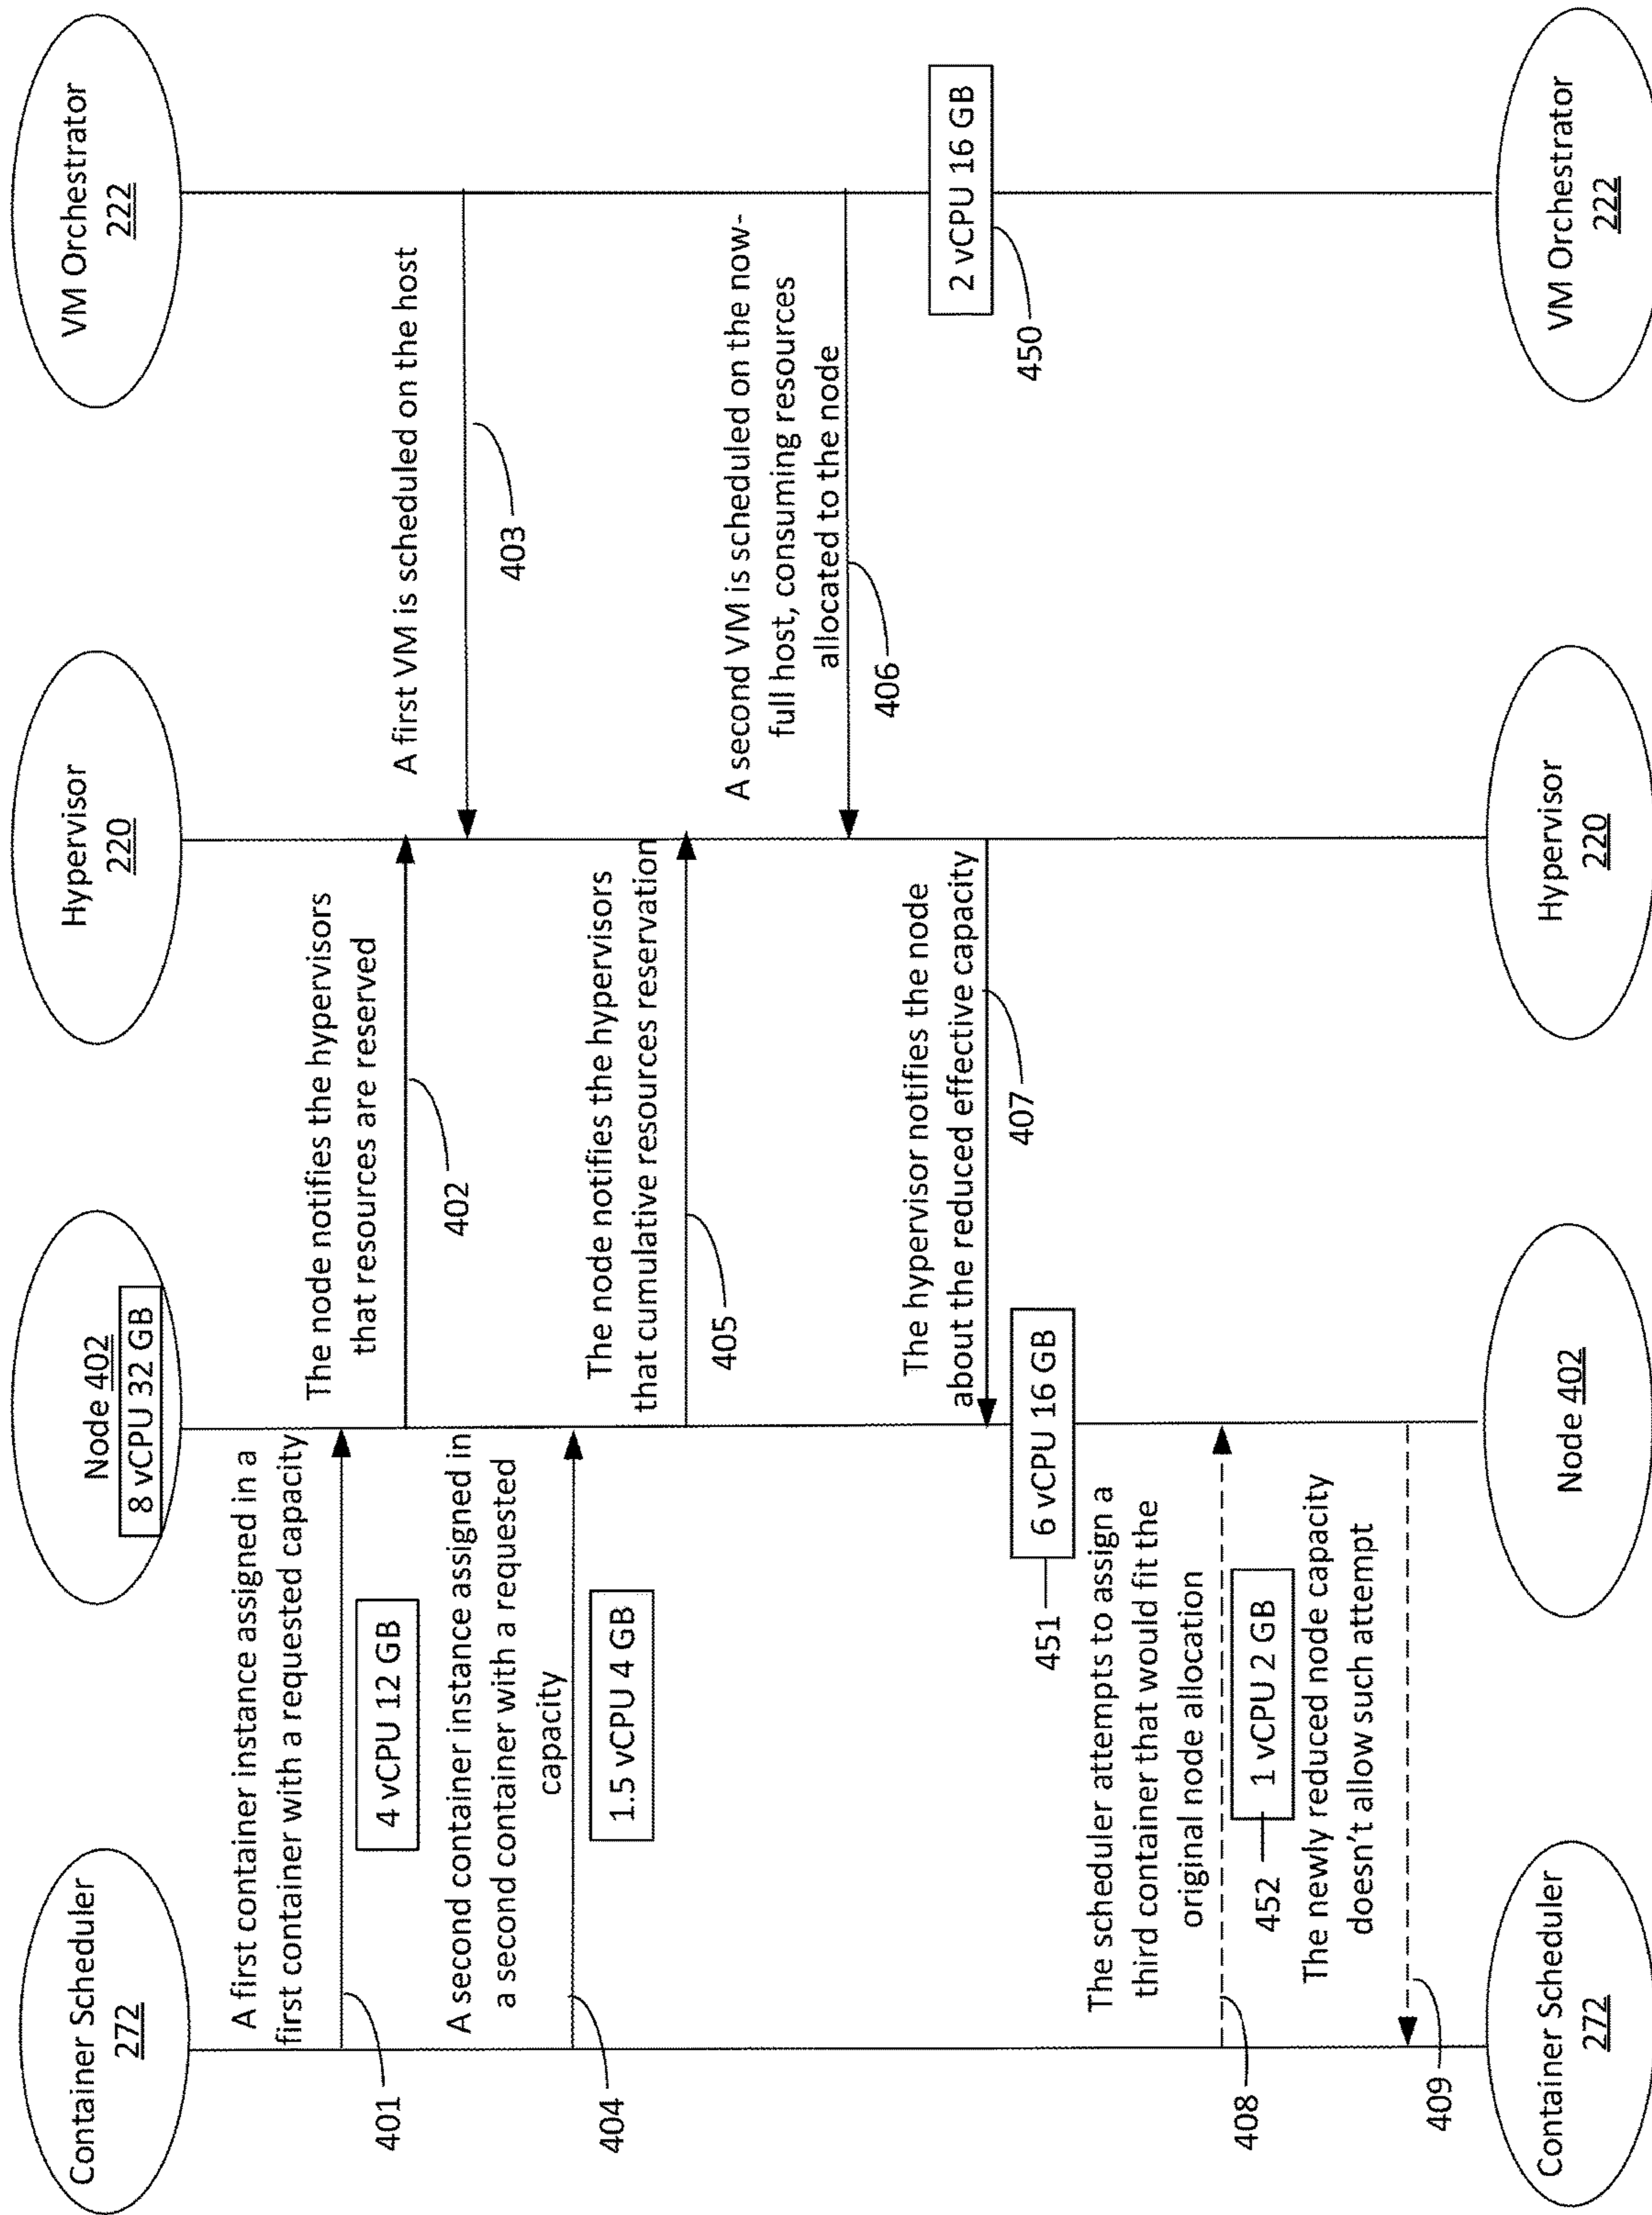 Container Scheduler
272
Node 402
8 vCPU 32 GB
Hypervisor
220
VM Orchestrator
222
A first container instance assigned in a
first container with a requested capacity
401
4 vCPU 12 GB
The node notifies the hypervisors
that resources are reserved
402
A first VM is scheduled on the host
403
A second container instance assigned in
a second container with a requested
capacity
404
1.5 vCPU 4 GB
The node notifies the hypervisors
that cumulative resources reservation
405
A second VM is scheduled on the now-
full host, consuming resources
allocated to the node
406
2 vCPU 16 GB
450
The hypervisor notifies the node
about the reduced effective capacity
407
6 vCPU 16 GB
451
The scheduler attempts to assign a
third container that would fit the
original node allocation
408
1 vCPU 2 GB
452
The newly reduced node capacity
doesn't allow such attempt
409
Container Scheduler
272
Node 402
Hypervisor
220
VM Orchestrator
222